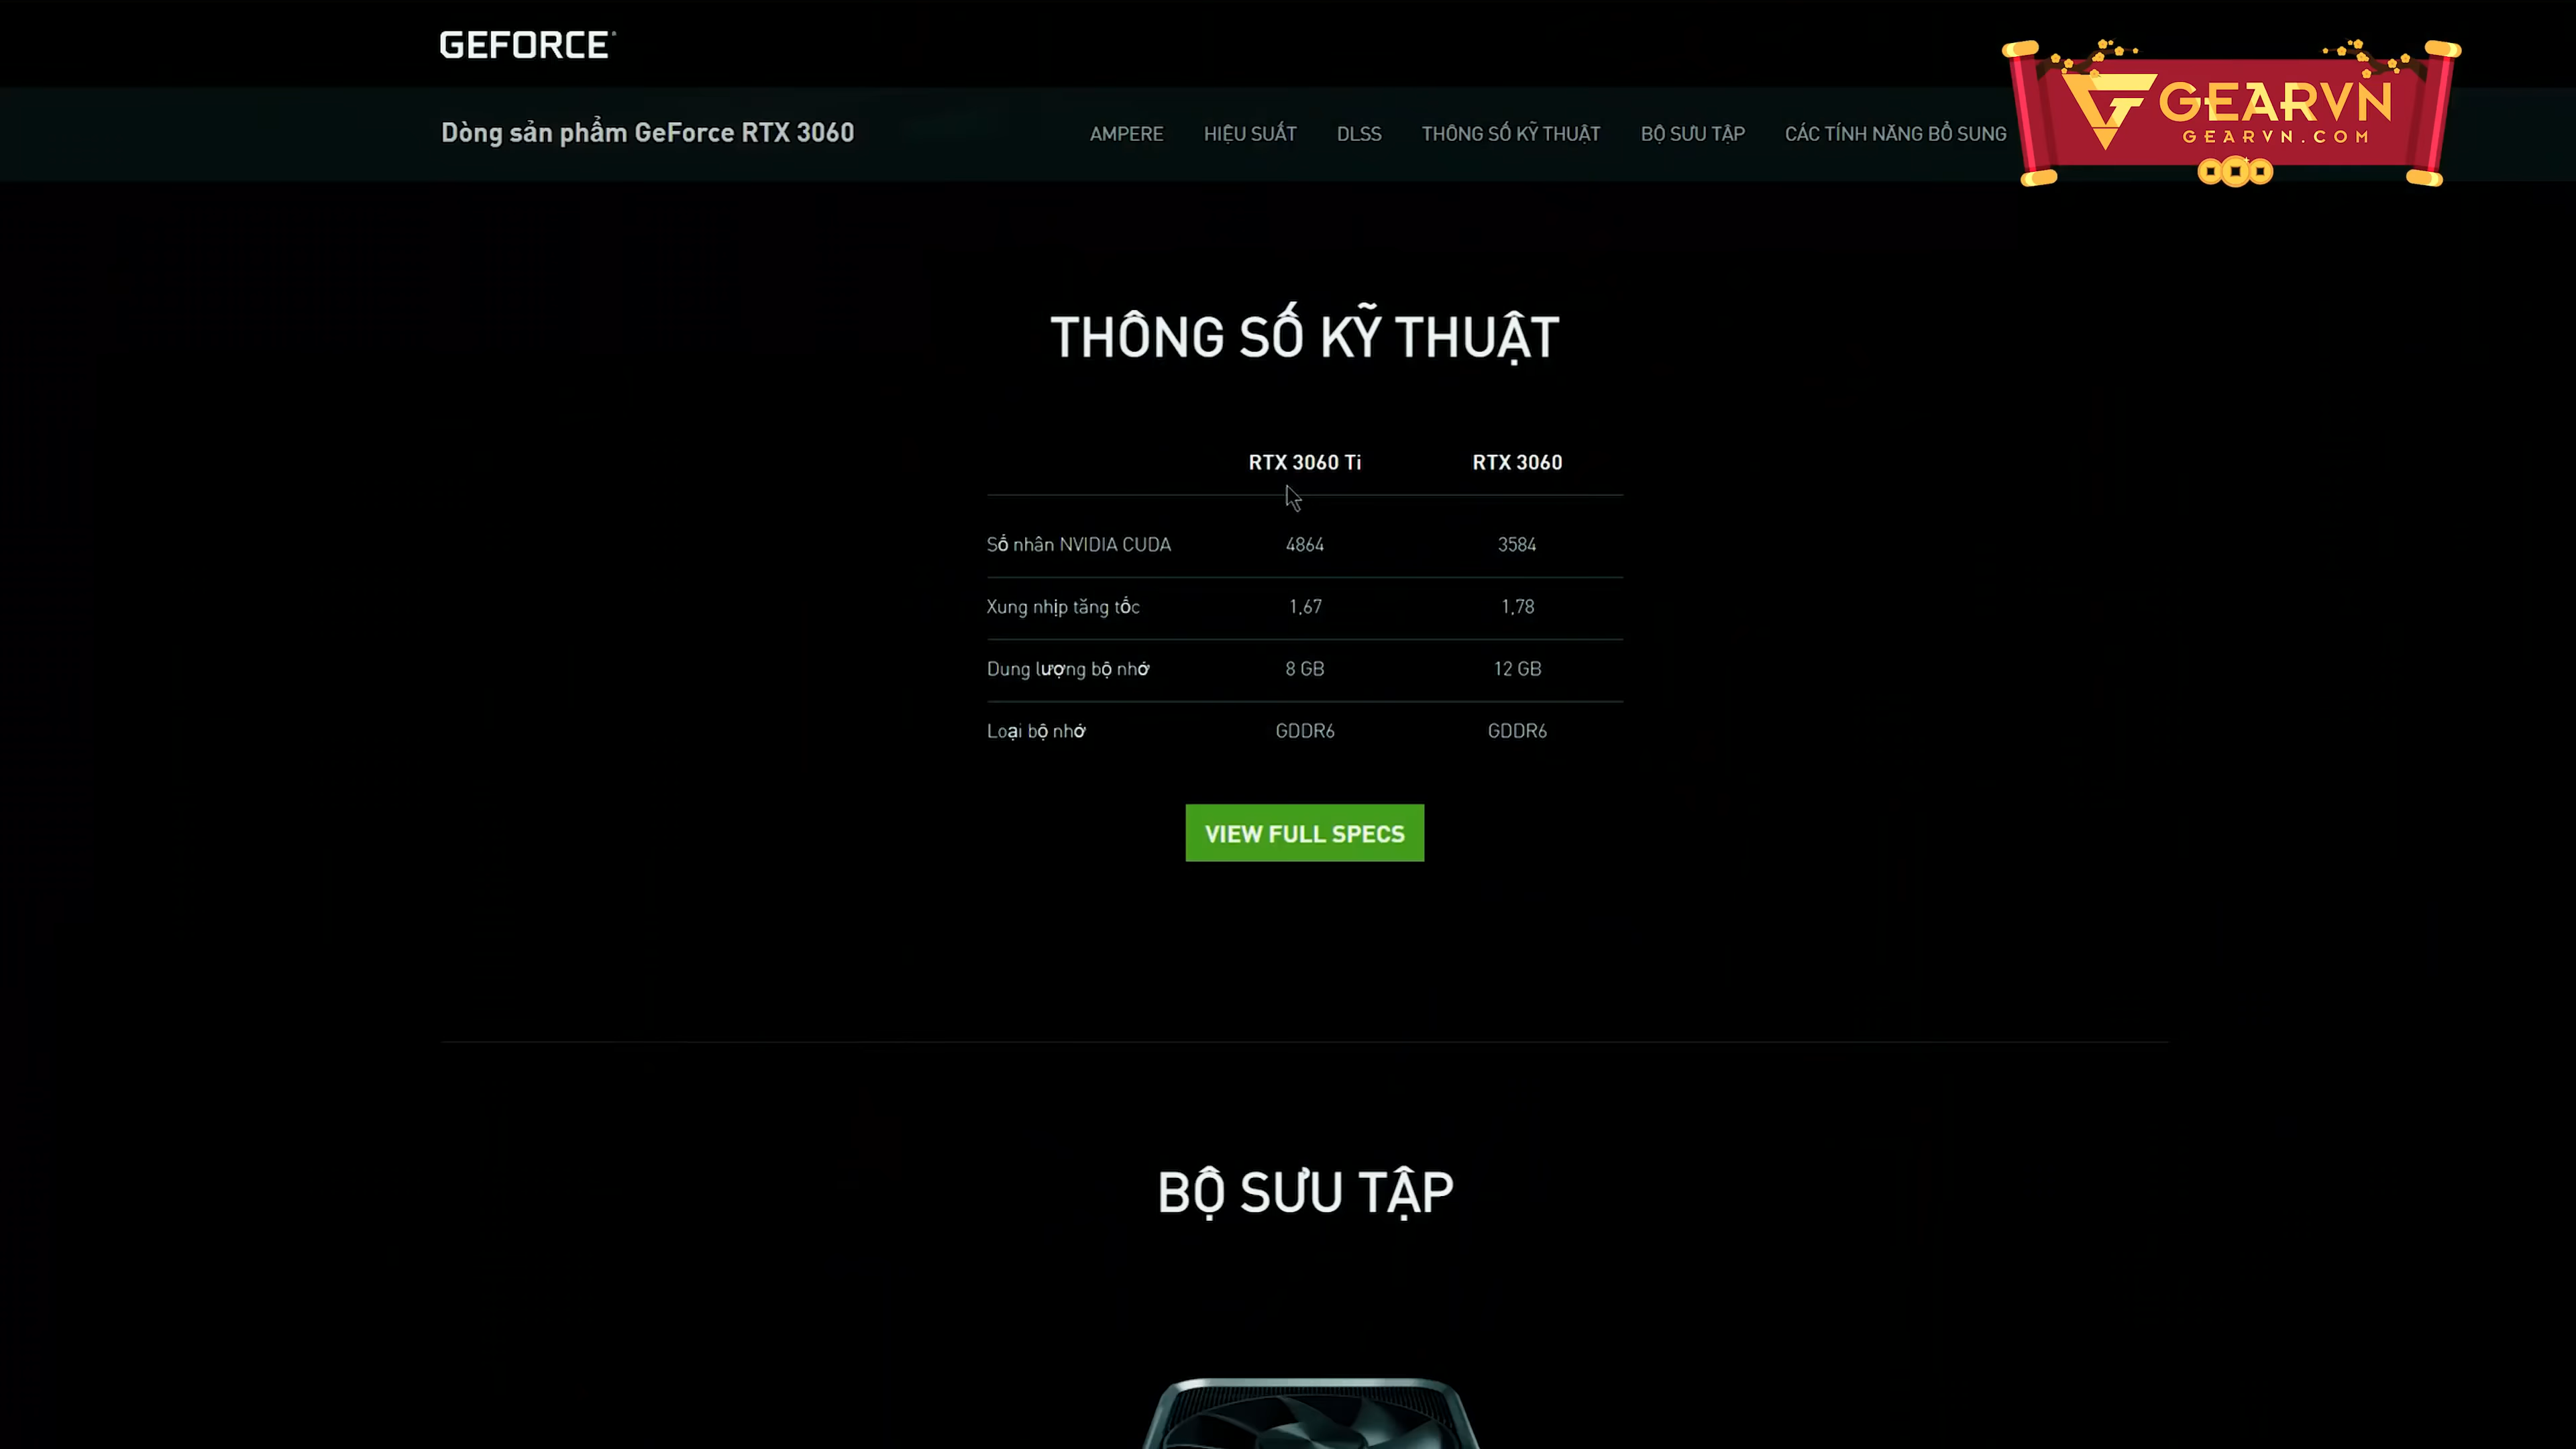 GEFORCE
Dòng sản phẩm GeForce RTX 3060
AMPERE HIỆU SUẤT DLSS THÔNG SỐ KỸ THUẬT BỘ SƯU TẬP CÁC TÍNH NĂNG BỔ SUNG
GEARVN
GEARVN.COM
THÔNG SỐ KỸ THUẬT
RTX 3060 Ti RTX 3060
Số nhân NVIDIA CUDA 4864 3584
Xung nhịp tăng tốc 1,67 1,78
Dung lượng bộ nhớ 8 GB 12 GB
Loại bộ nhớ GDDR6 GDDR6
VIEW FULL SPECS
BỘ SƯU TẬP